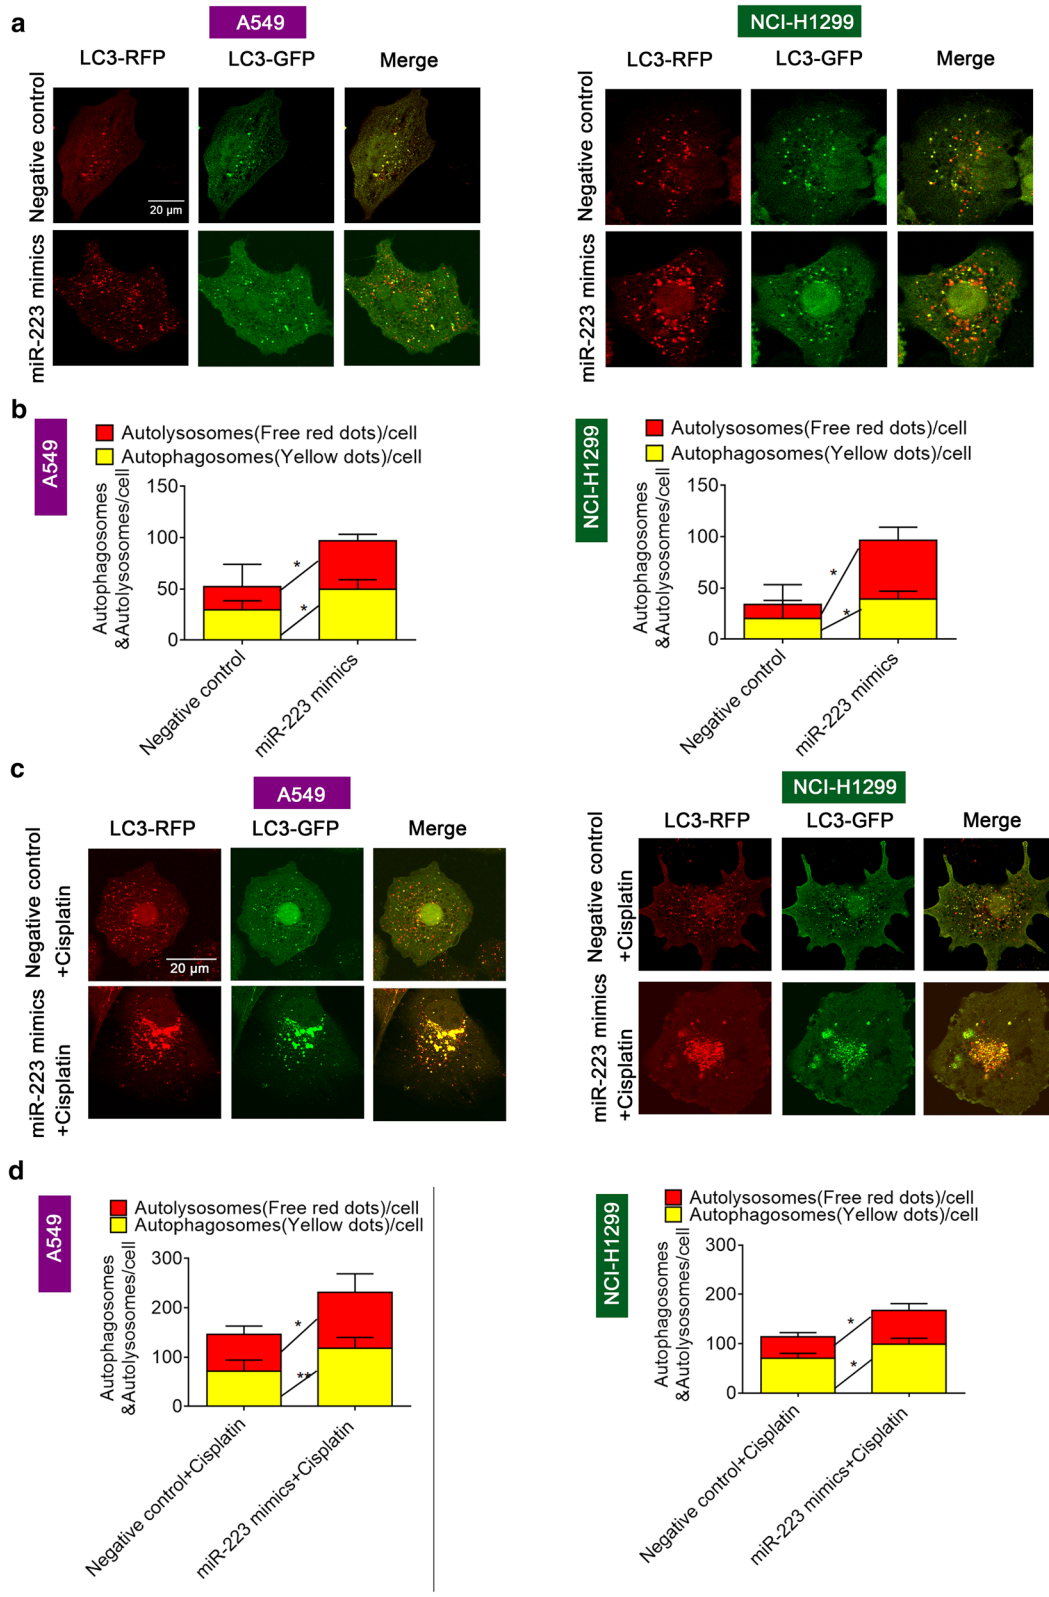 a
A549
NCI-H1299
LC3-RFP LC3-GFP Merge
LC3-RFP LC3-GFP Merge
Negative control
20 μm
miR-223 mimics
Negative control
miR-223 mimics
b
A549
Autolysosomes(Free red dots)/cell
Autophagosomes(Yellow dots)/cell
Autophagosomes
&Autolysosomes/cell
150
100
50
0
*
*
Negative control
miR-223 mimics
NCI-H1299
Autolysosomes(Free red dots)/cell
Autophagosomes(Yellow dots)/cell
Autophagosomes
&Autolysosomes/cell
150
100
50
0
*
*
Negative control
miR-223 mimics
c
A549
NCI-H1299
LC3-RFP LC3-GFP Merge
LC3-RFP LC3-GFP Merge
Negative control
+Cisplatin
20 μm
miR-223 mimics
+Cisplatin
Negative control
+Cisplatin
miR-223 mimics
+Cisplatin
d
A549
Autolysosomes(Free red dots)/cell
Autophagosomes(Yellow dots)/cell
Autophagosomes
&Autolysosomes/cell
300
200
100
0
*
**
Negative control+Cisplatin
miR-223 mimics+Cisplatin
NCI-H1299
Autolysosomes(Free red dots)/cell
Autophagosomes(Yellow dots)/cell
Autophagosomes
&Autolysosomes/cell
300
200
100
0
*
*
Negative control+Cisplatin
miR-223 mimics+Cisplatin